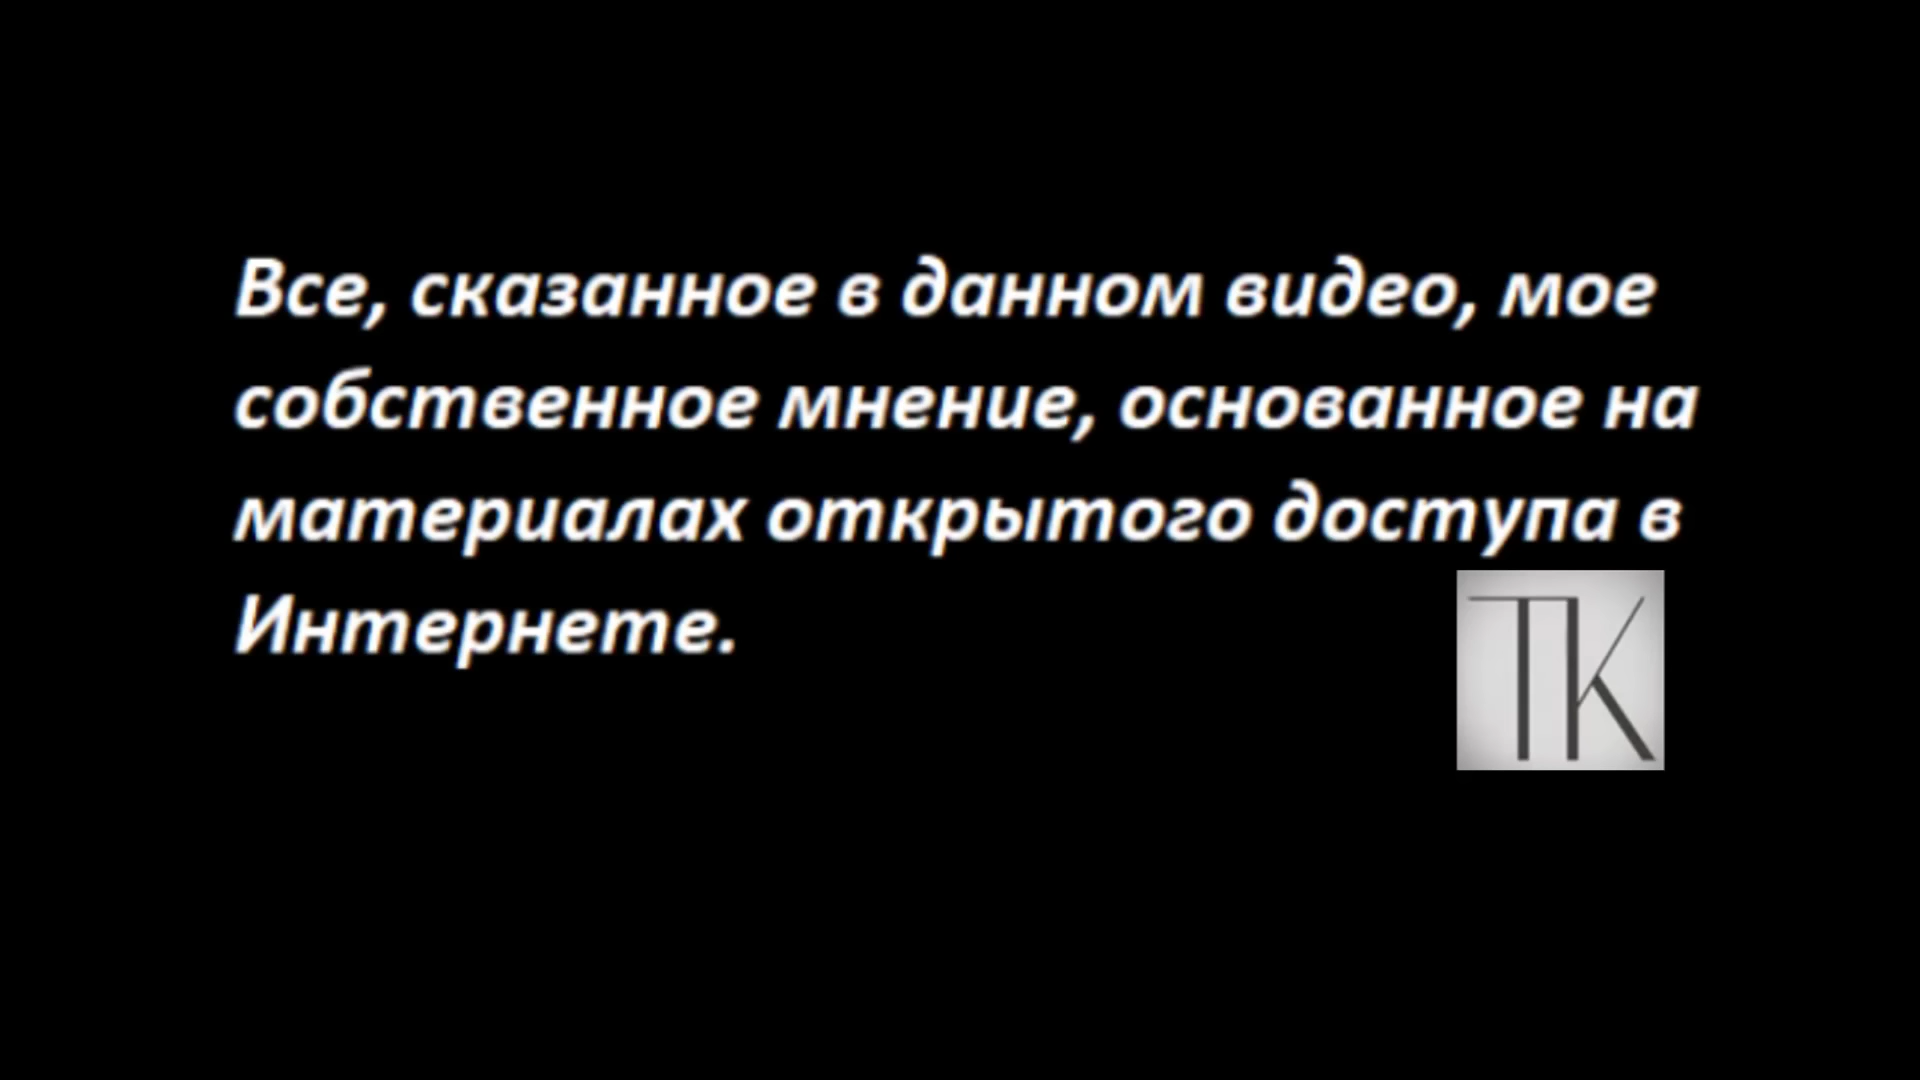 Все, сказанное в данном видео, мое
собственное мнение, основанное на
материалах открытого доступа в
Интернете.
TK